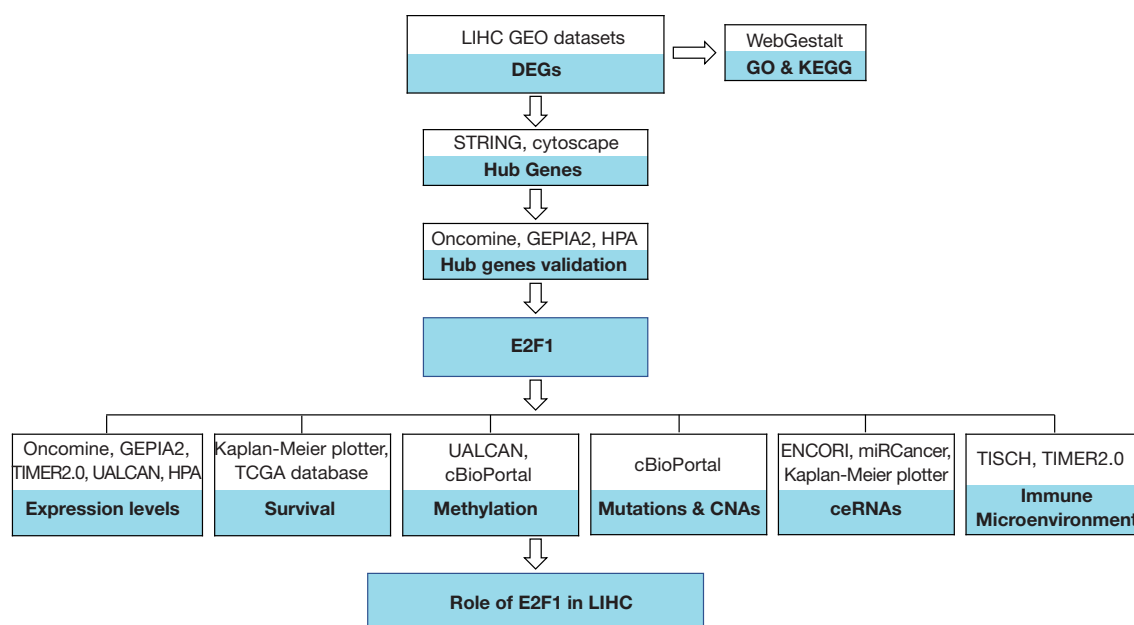 LIHC GEO datasets
DEGs
WebGestalt
GO & KEGG
STRING, cytoscape
Hub Genes
Oncomine, GEPIA2, HPA
Hub genes validation
E2F1
Oncomine, GEPIA2,
TIMER2.0, UALCAN, HPA
Expression levels
Kaplan-Meier plotter,
TCGA database
Survival
UALCAN,
cBioPortal
Methylation
cBioPortal
Mutations & CNAs
ENCORI, miRCancer,
Kaplan-Meier plotter
ceRNAs
TISCH, TIMER2.0
Immune
Microenvironment
Role of E2F1 in LIHC